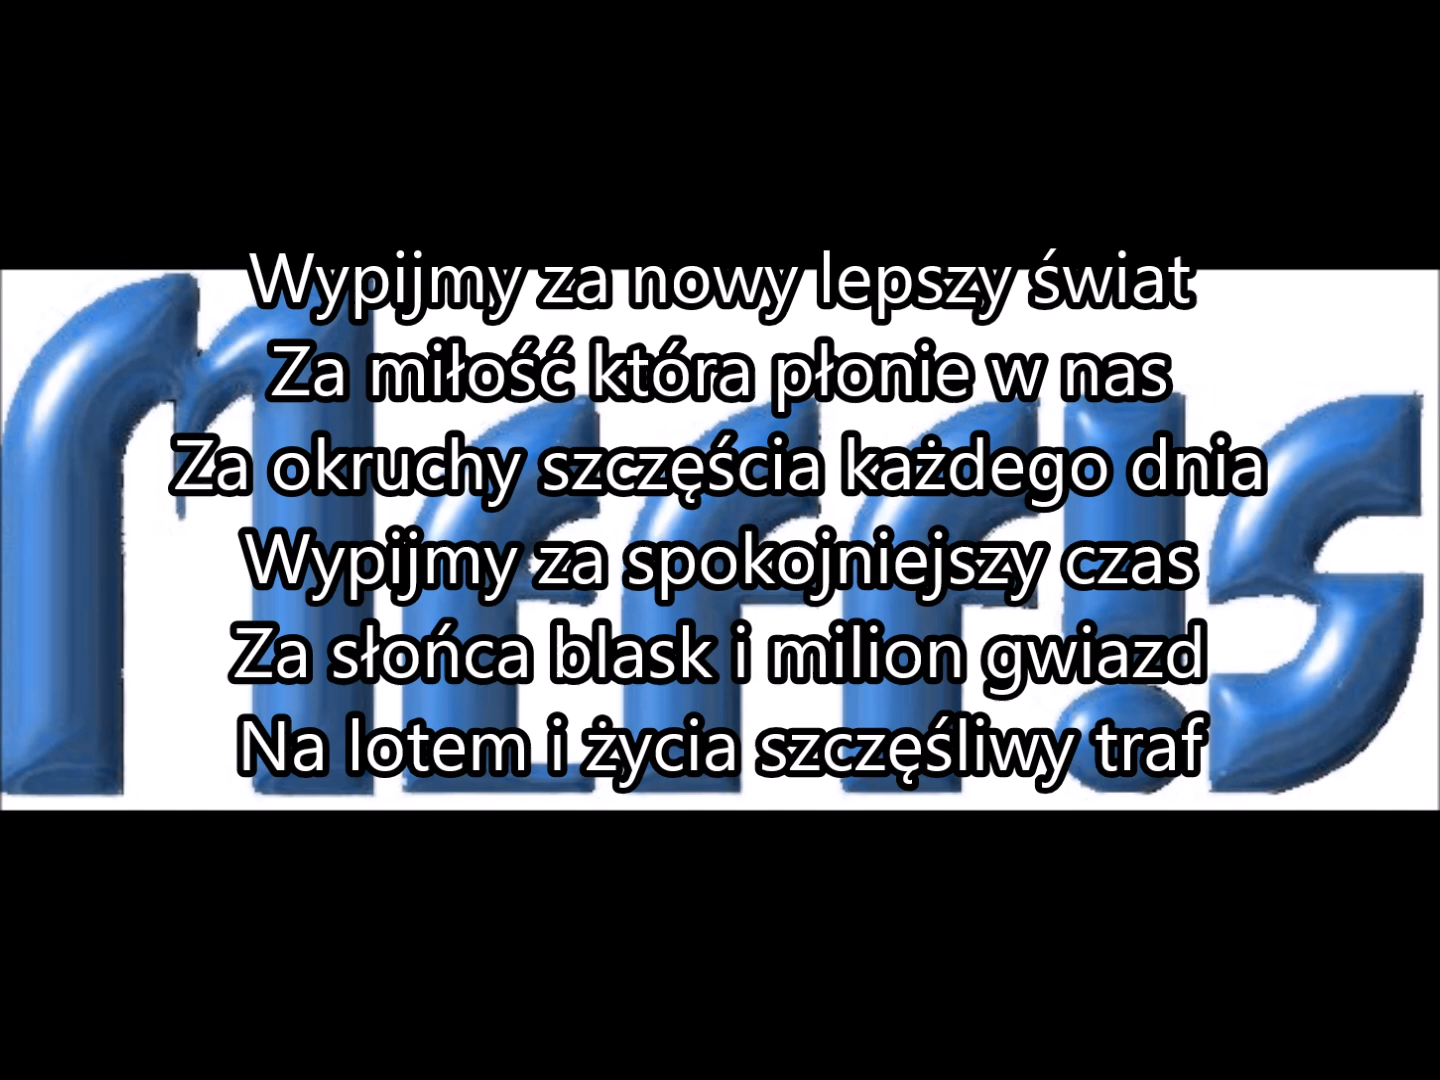 Wypijmy za nowy lepszy świat
Za miłość która płonie w nas
Za okruchy szczęścia każdego dnia
Wypijmy za spokojniejszy czas
Za słońca blask i milion gwiazd
Na lotem i życia szczęśliwy traf